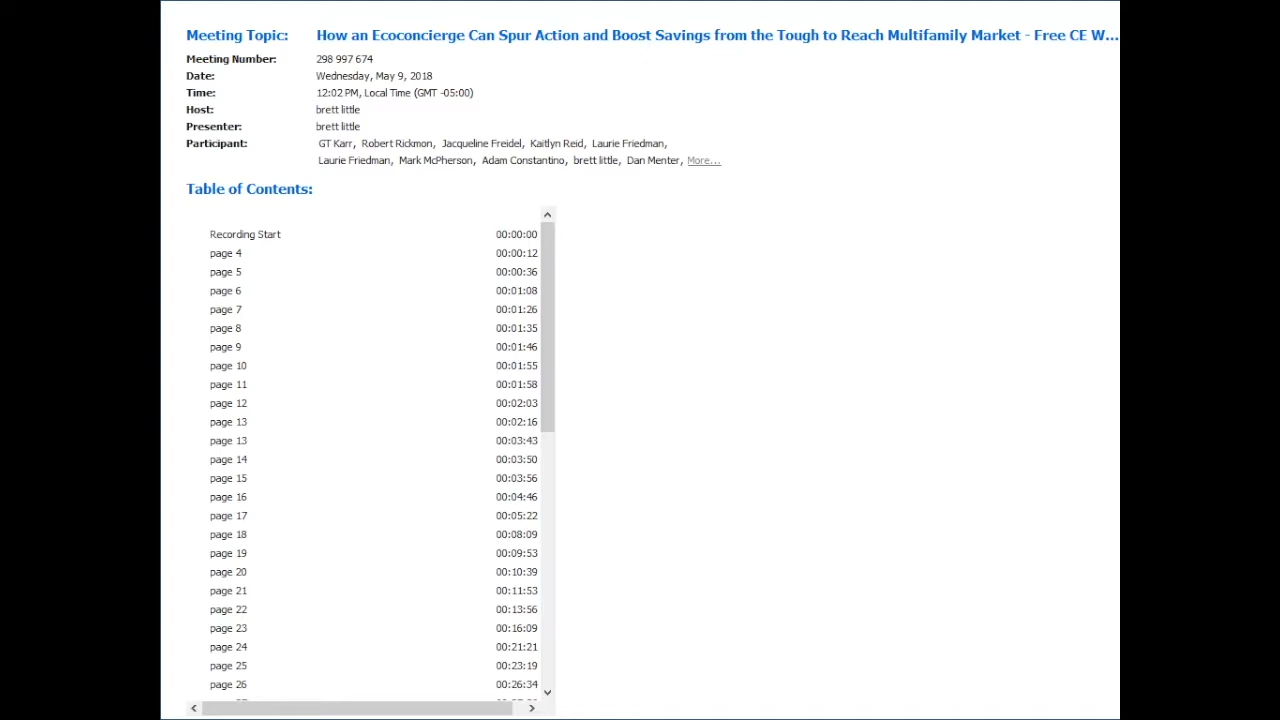 Meeting Topic: How an Ecoconcierge Can Spur Action and Boost Savings from the Tough to Reach Multifamily Market - Free CE W...
Meeting Number: 298 997 674
Date: Wednesday, May 9, 2018
Time: 12:02 PM, Local Time (GMT -05:00)
Host: brett little
Presenter: brett little
Participant: GT Karr, Robert Rickmon, Jacqueline Freidel, Kaitlyn Reid, Laurie Friedman,
Laurie Friedman, Mark McPherson, Adam Constantino, brett little, Dan Menter, More...
Table of Contents:
Recording Start 00:00:00
page 4 00:00:12
page 5 00:00:36
page 6 00:01:08
page 7 00:01:26
page 8 00:01:35
page 9 00:01:46
page 10 00:01:55
page 11 00:01:58
page 12 00:02:03
page 13 00:02:16
page 13 00:03:43
page 14 00:03:50
page 15 00:03:56
page 16 00:04:46
page 17 00:05:22
page 18 00:08:09
page 19 00:09:53
page 20 00:10:39
page 21 00:11:53
page 22 00:13:56
page 23 00:16:09
page 24 00:21:21
page 25 00:23:19
page 26 00:26:34